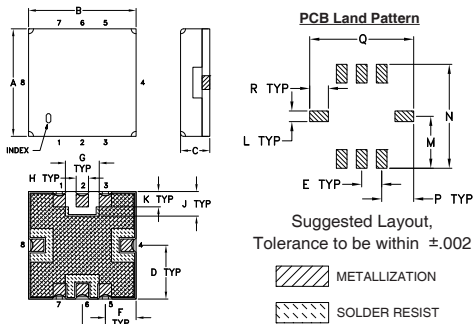 B
7 6 5
A
8
4
INDEX
1 2 3
C
G
TYP
H TYP
1 2 3
K TYP
J TYP
8
4
D TYP
7 6 5
F
TYP
PCB Land Pattern
Q
R TYP
L TYP
N
M
E TYP
P TYP
Suggested Layout,
Tolerance to be within ±.002
METALLIZATION
SOLDER RESIST